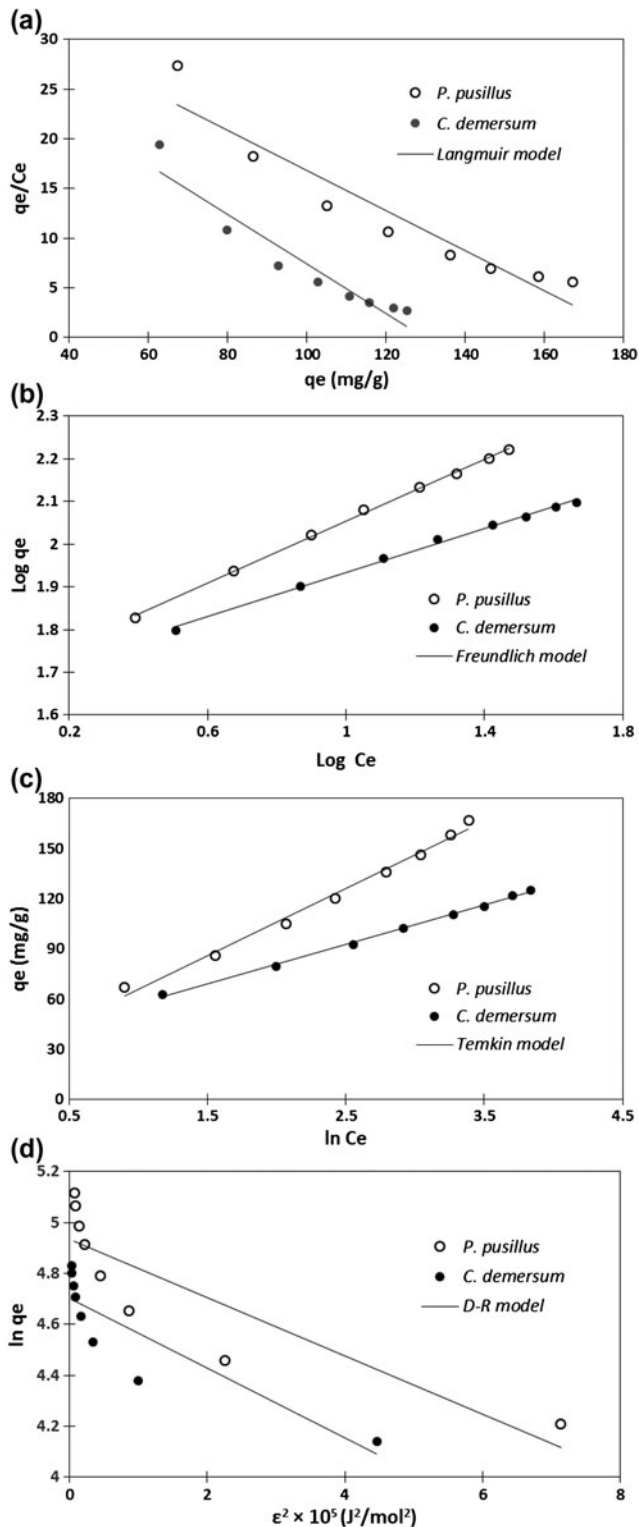 (a)
30
25
20
15
10
5
0
qe/Ce
P. pusillus
C. demersum
Langmuir model
40 60 80 100 120 140 160 180
qe (mg/g)
(b)
2.3
2.2
2.1
2
1.9
1.8
1.7
1.6
Log qe
P. pusillus
C. demersum
Freundlich model
0.2 0.6 1 1.4 1.8
Log Ce
(c)
180
150
120
90
60
30
0
qe (mg/g)
P. pusillus
C. demersum
Temkin model
0.5 1.5 2.5 3.5 4.5
ln Ce
(d)
5.2
5
4.8
4.6
4.4
4.2
4
ln qe
P. pusillus
C. demersum
D-R model
0 2 4 6 8
ε² × 10⁵ (J²/mol²)